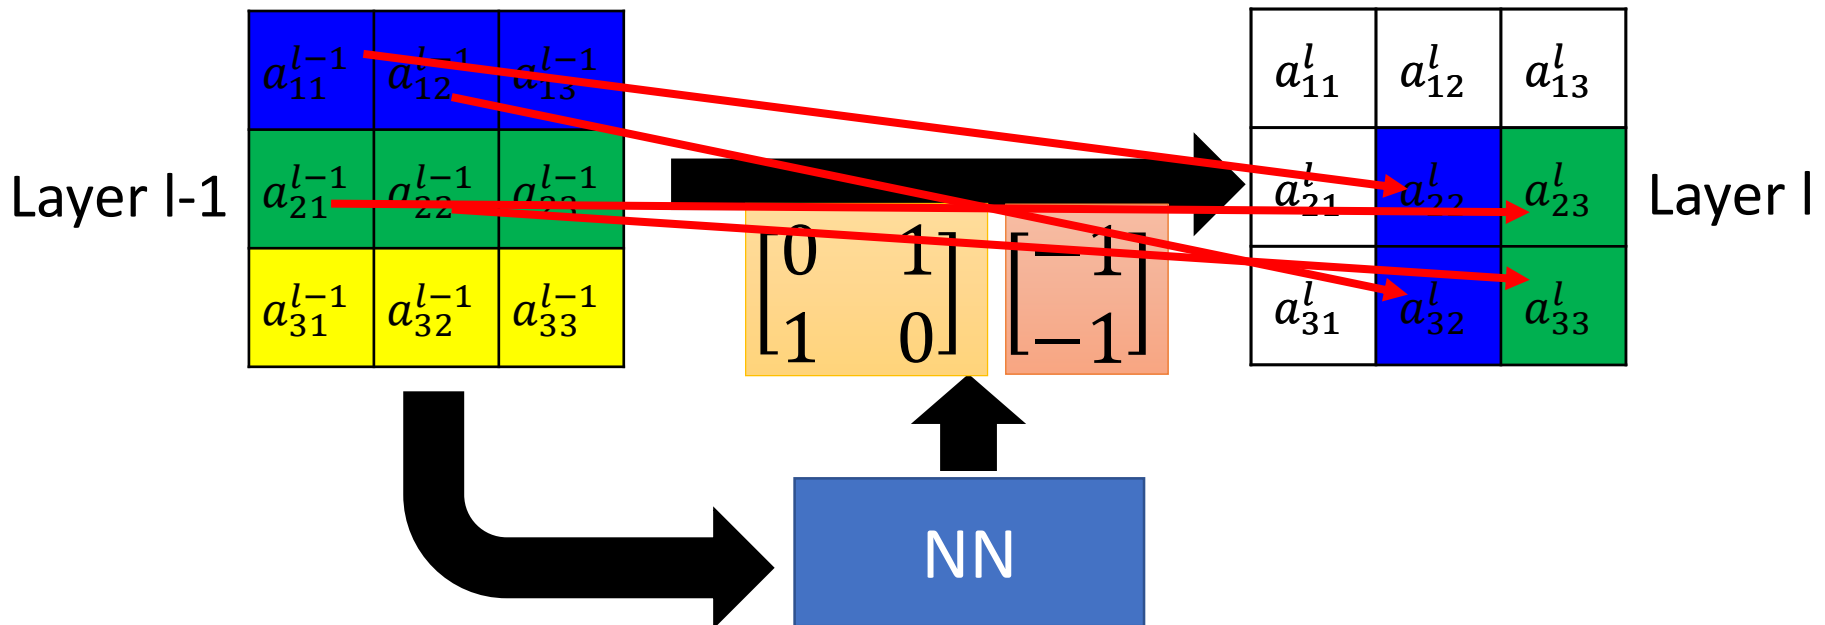 a_{11}^{l-1} a_{12}^{l-1} a_{13}^{l-1}
a_{21}^{l-1} a_{22}^{l-1} a_{23}^{l-1}
a_{31}^{l-1} a_{32}^{l-1} a_{33}^{l-1}
Layer l-1
[0 1
1 0]
[−1
−1]
NN
a_{11}^{l} a_{12}^{l} a_{13}^{l}
a_{21}^{l} a_{22}^{l} a_{23}^{l}
a_{31}^{l} a_{32}^{l} a_{33}^{l}
Layer l